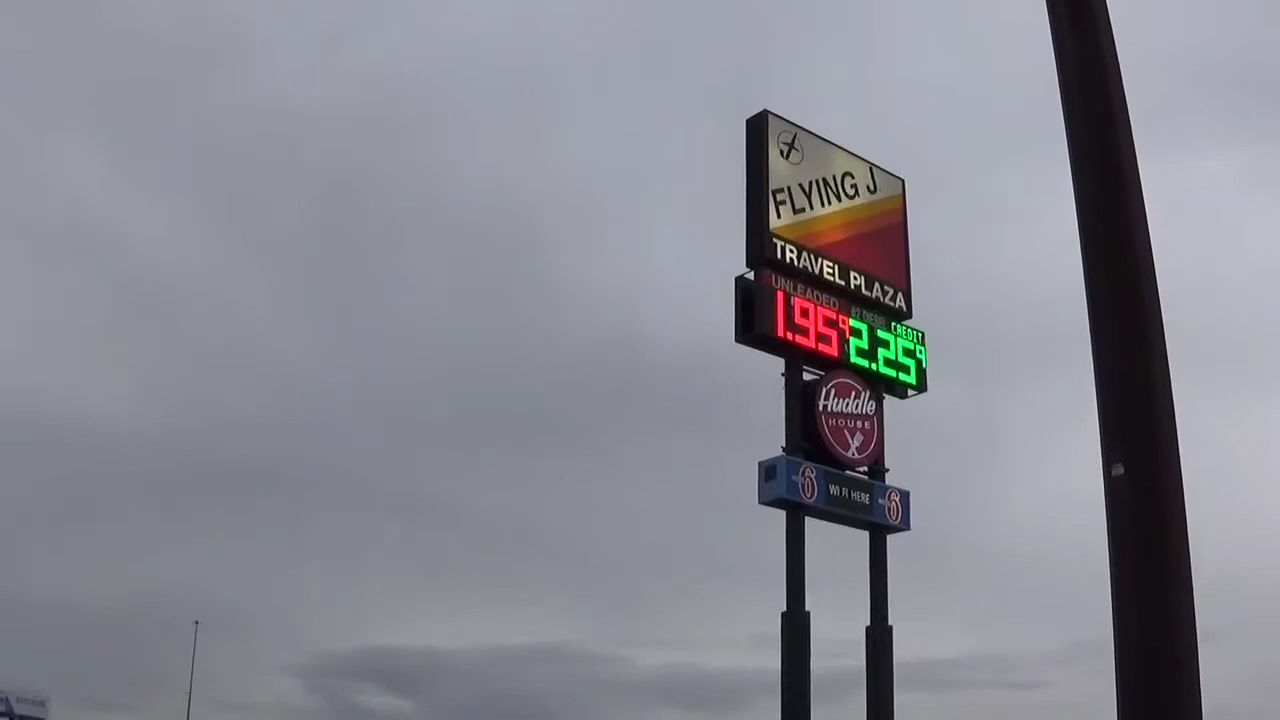 FLYING J
TRAVEL PLAZA
UNLEADED
#2 DIESEL CREDIT
1.95⁹ 2.25⁹
Huddle
HOUSE
6 WI FI HERE 6